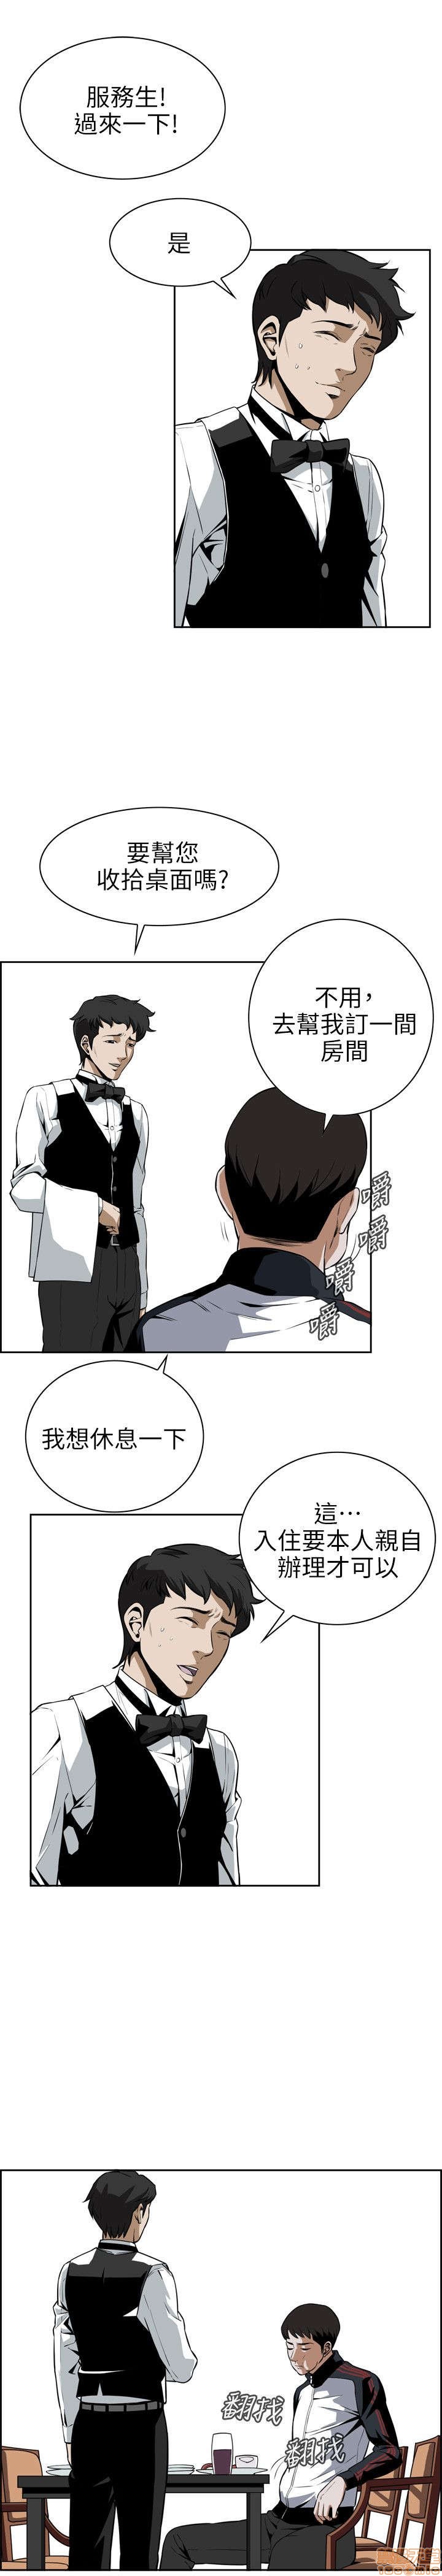 服務生!
過來一下!
是
要幫您
收拾桌面嗎?
不用,
去幫我訂一間
房間
嚼
嚼
嚼
嚼
我想休息一下
這…
入住要本人親自
辦理才可以
翻找
翻找